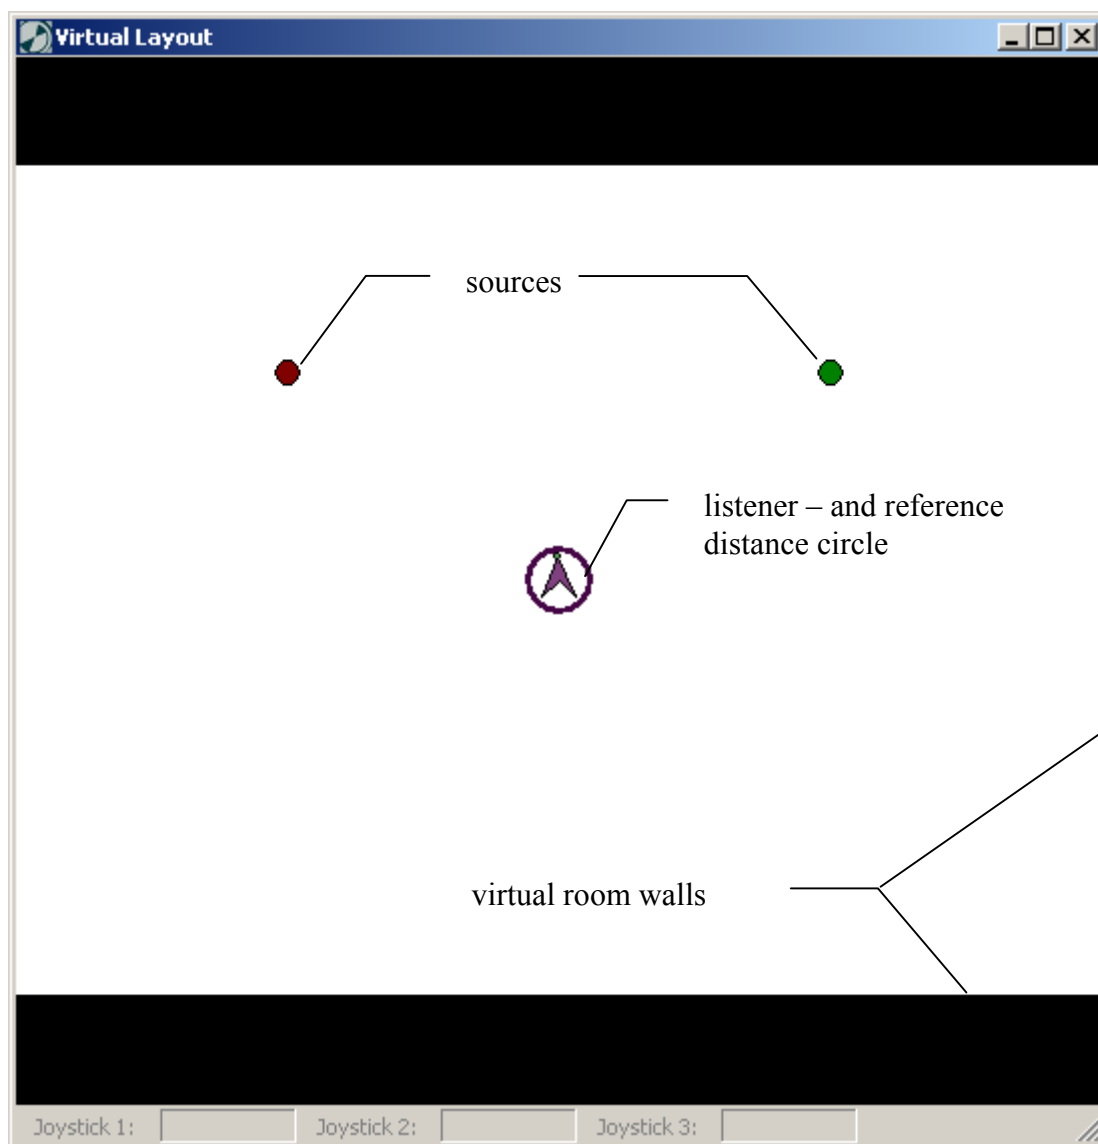 Virtual Layout
sources
listener – and reference
distance circle
virtual room walls
Joystick 1: Joystick 2: Joystick 3: